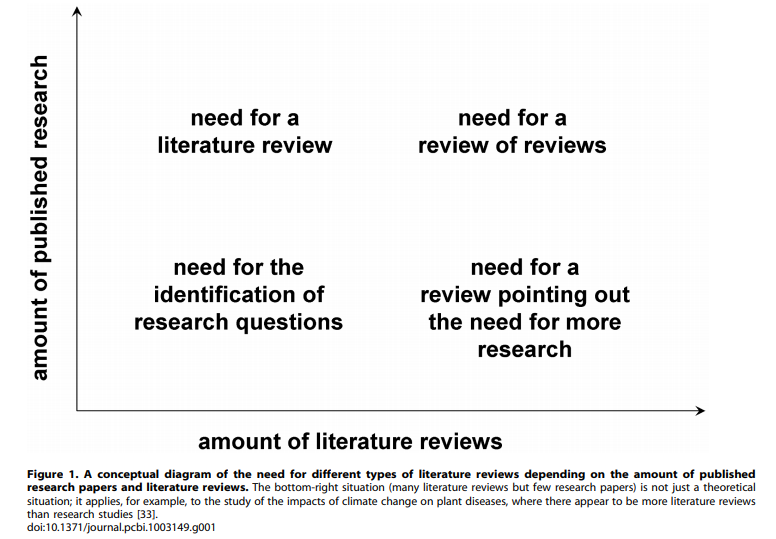 amount of published research
need for a
literature review
need for a
review of reviews
need for the
identification of
research questions
need for a
review pointing out
the need for more
research
amount of literature reviews
Figure 1. A conceptual diagram of the need for different types of literature reviews depending on the amount of published
research papers and literature reviews. The bottom-right situation (many literature reviews but few research papers) is not just a theoretical
situation; it applies, for example, to the study of the impacts of climate change on plant diseases, where there appear to be more literature reviews
than research studies [33].
doi:10.1371/journal.pcbi.1003149.g001